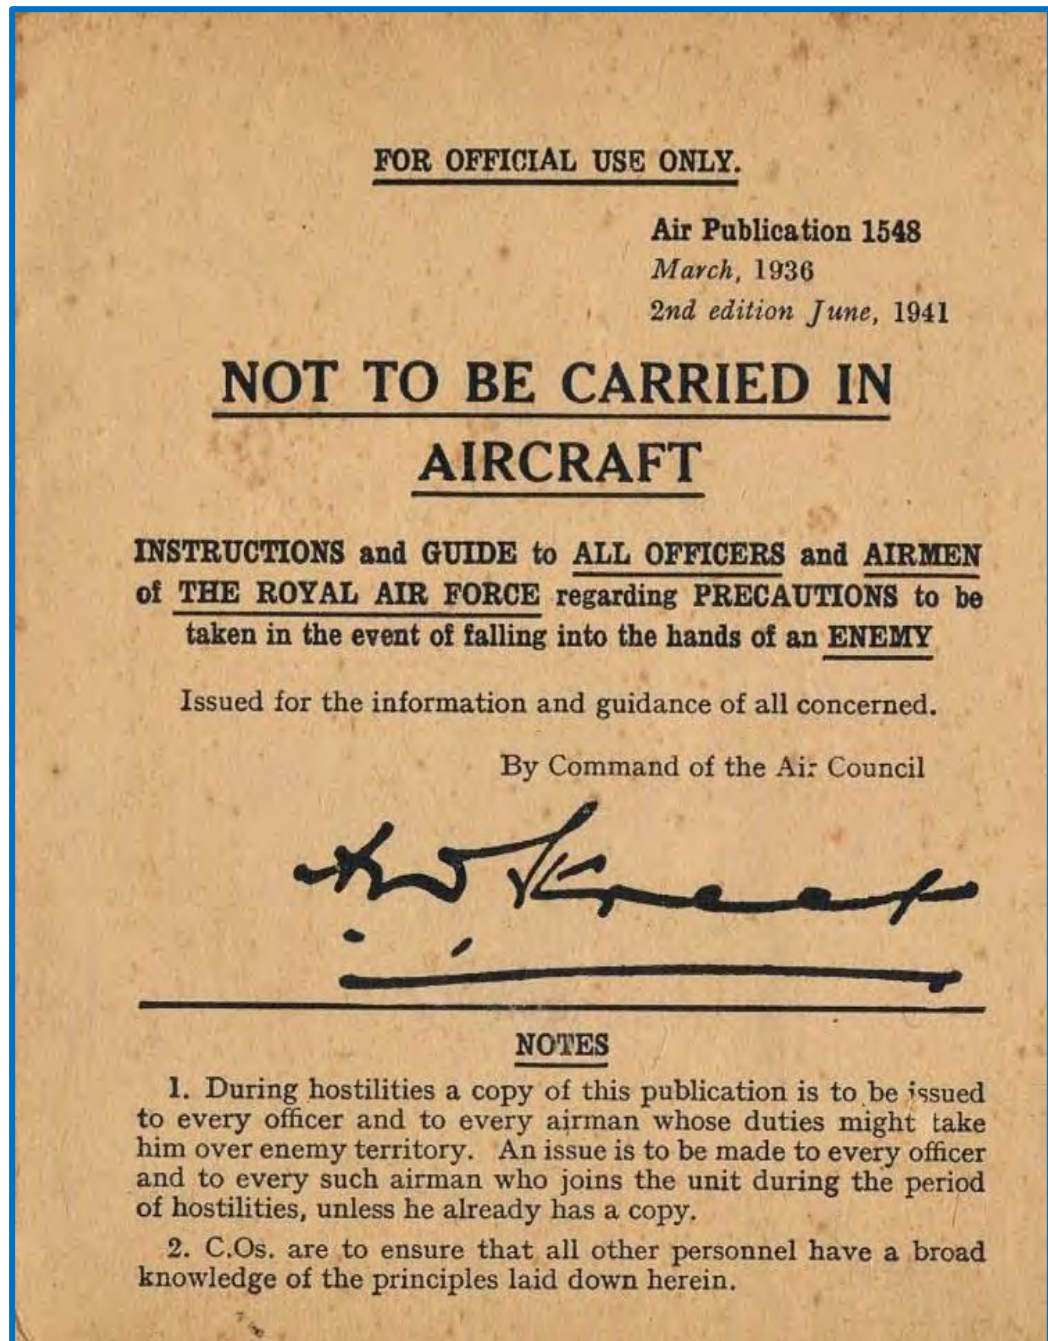 FOR OFFICIAL USE ONLY.
Air Publication 1548
March, 1936
2nd edition June, 1941
NOT TO BE CARRIED IN
AIRCRAFT
INSTRUCTIONS and GUIDE to ALL OFFICERS and AIRMEN
of THE ROYAL AIR FORCE regarding PRECAUTIONS to be
taken in the event of falling into the hands of an ENEMY
Issued for the information and guidance of all concerned.
By Command of the Air Council
NOTES
1. During hostilities a copy of this publication is to be issued
to every officer and to every airman whose duties might take
him over enemy territory. An issue is to be made to every officer
and to every such airman who joins the unit during the period
of hostilities, unless he already has a copy.
2. C.Os. are to ensure that all other personnel have a broad
knowledge of the principles laid down herein.